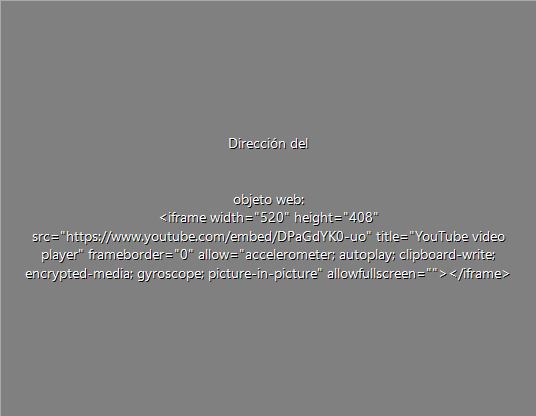 Dirección del
objeto web:
<iframe width="520" height="408"
src="https://www.youtube.com/embed/DPaGdYK0-uo" title="YouTube video
player" frameborder="0" allow="accelerometer; autoplay; clipboard-write;
encrypted-media; gyroscope; picture-in-picture" allowfullscreen=""></iframe>